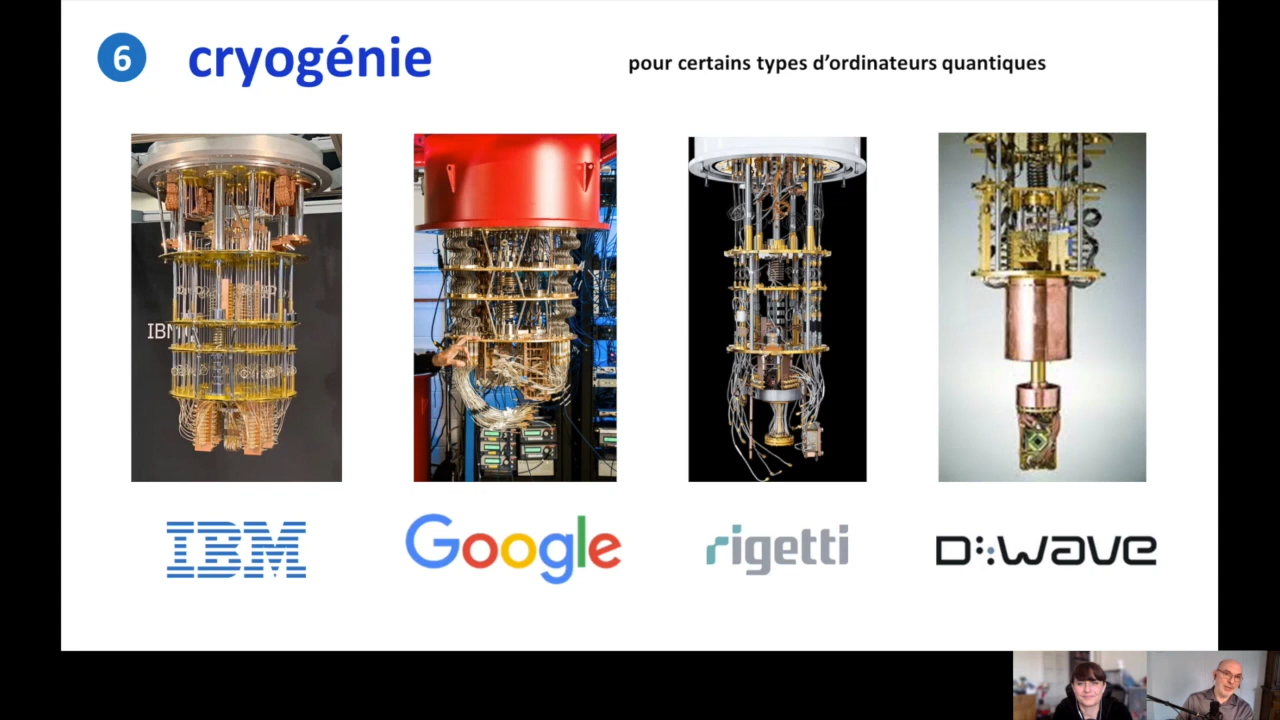 6 cryogénie pour certains types d’ordinateurs quantiques
IBM
IBM
Google
rigetti
D:wave